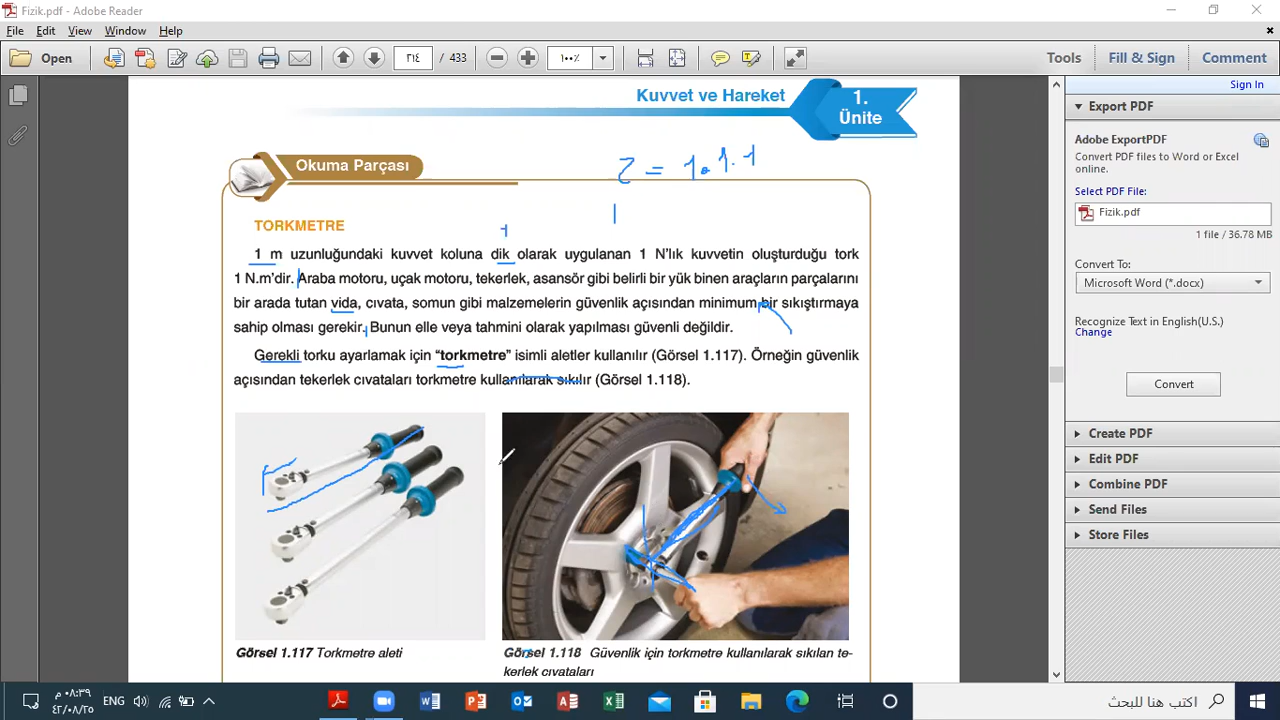 Fizik.pdf - Adobe Reader
File Edit View Window Help
Open ٣١٤ / 433 ١٠٠٪ Tools Fill & Sign Comment
Sign In
Kuvvet ve Hareket
1.
Ünite
Okuma Parçası
τ = 1 . 1 . 1
TORKMETRE
1 m uzunluğundaki kuvvet koluna dik olarak uygulanan 1 N’lık kuvvetin oluşturduğu tork
1 N.m’dir. Araba motoru, uçak motoru, tekerlek, asansör gibi belirli bir yük binen araçların parçalarını
bir arada tutan vida, cıvata, somun gibi malzemelerin güvenlik açısından minimum bir sıkıştırmaya
sahip olması gerekir. Bunun elle veya tahmini olarak yapılması güvenli değildir.
Gerekli torku ayarlamak için “torkmetre” isimli aletler kullanılır (Görsel 1.117). Örneğin güvenlik
açısından tekerlek cıvataları torkmetre kullanılarak sıkılır (Görsel 1.118).
Görsel 1.117 Torkmetre aleti
Görsel 1.118 Güvenlik için torkmetre kullanılarak sıkılan te-
kerlek cıvataları
Export PDF
Adobe ExportPDF
Convert PDF files to Word or Excel
online.
Select PDF File:
Fizik.pdf
1 file / 36.78 MB
Convert To:
Microsoft Word (*.docx)
Recognize Text in English(U.S.)
Change
Convert
Create PDF
Edit PDF
Combine PDF
Send Files
Store Files
ENG
اكتب هنا للبحث